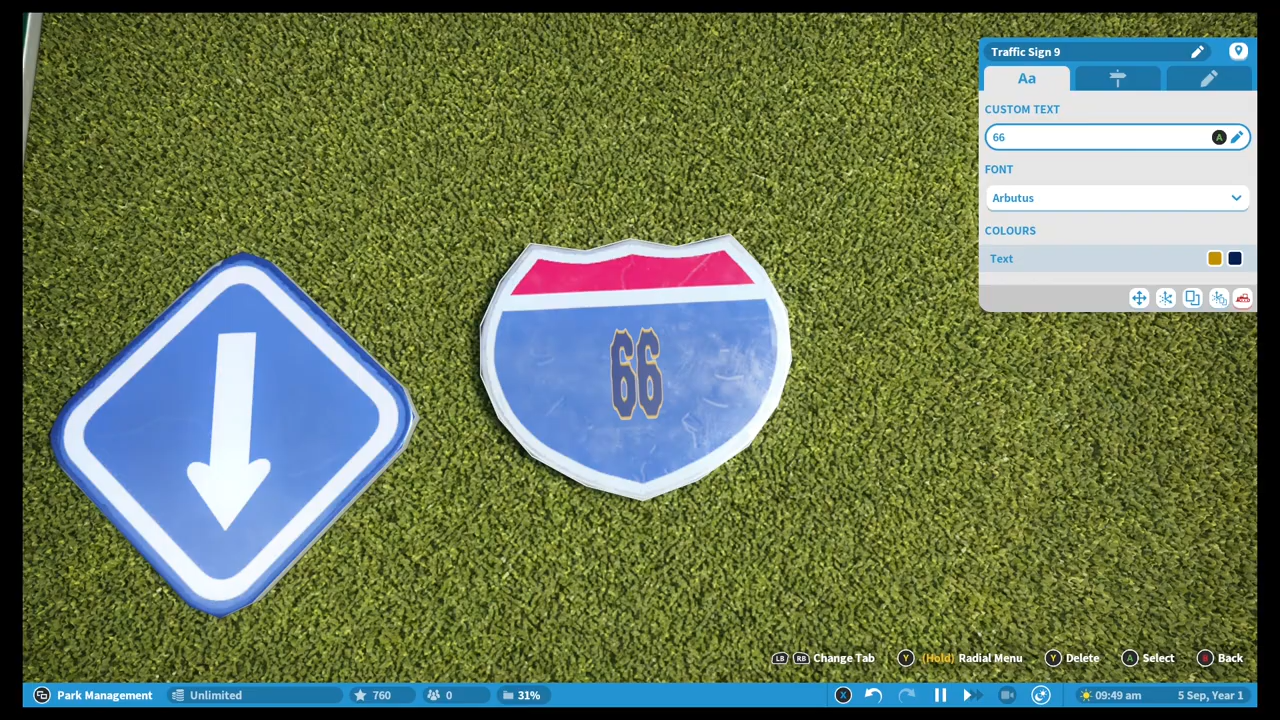 Traffic Sign 9
Aa
CUSTOM TEXT
66
A
FONT
Arbutus
COLOURS
Text
66
LB RB Change Tab
Y (Hold) Radial Menu
Y Delete
A Select
B Back
Park Management
Unlimited
760
0
31%
X
09:49 am
5 Sep, Year 1